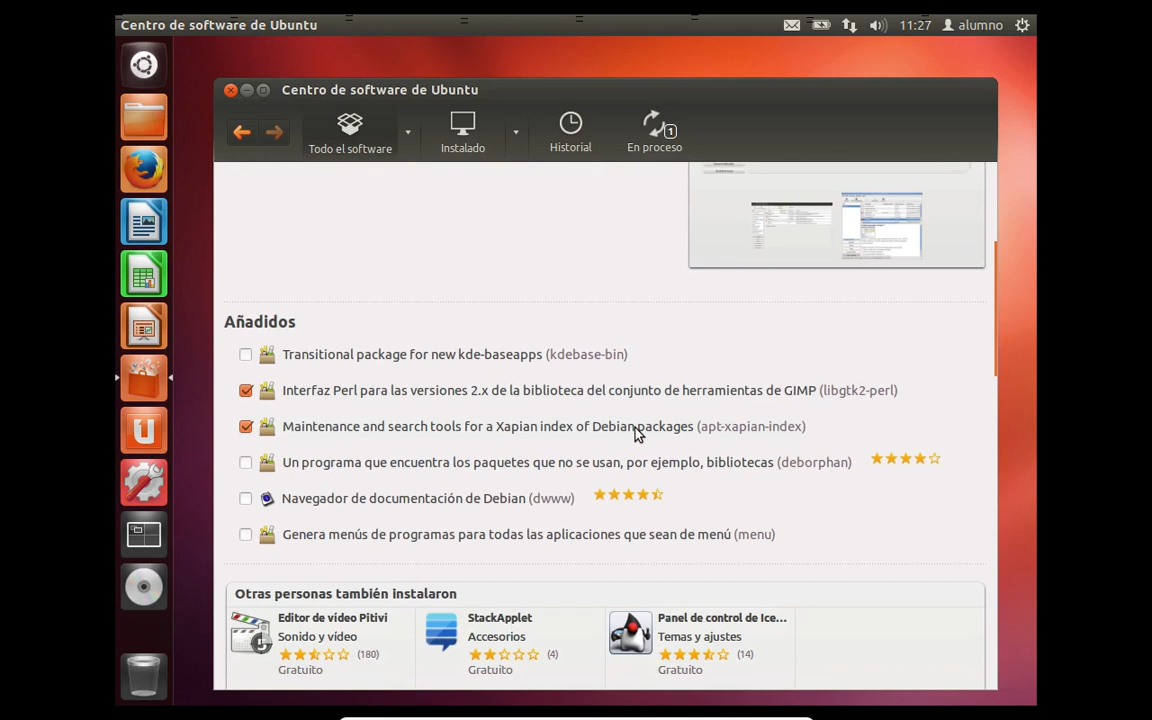 Centro de software de Ubuntu
11:27
alumno
Centro de software de Ubuntu
Todo el software
Instalado
Historial
En proceso
1
Añadidos
Transitional package for new kde-baseapps (kdebase-bin)
Interfaz Perl para las versiones 2.x de la biblioteca del conjunto de herramientas de GIMP (libgtk2-perl)
Maintenance and search tools for a Xapian index of Debian packages (apt-xapian-index)
Un programa que encuentra los paquetes que no se usan, por ejemplo, bibliotecas (deborphan)
Navegador de documentación de Debian (dwww)
Genera menús de programas para todas las aplicaciones que sean de menú (menu)
Otras personas también instalaron
Editor de vídeo Pitivi
Sonido y vídeo
(180)
Gratuito
StackApplet
Accesorios
(4)
Gratuito
Panel de control de Ice...
Temas y ajustes
(14)
Gratuito